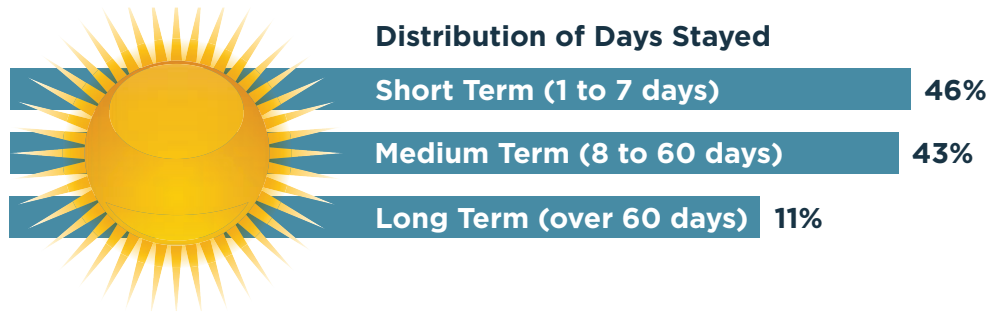 Distribution of Days Stayed
Short Term (1 to 7 days) 46%
Medium Term (8 to 60 days) 43%
Long Term (over 60 days) 11%